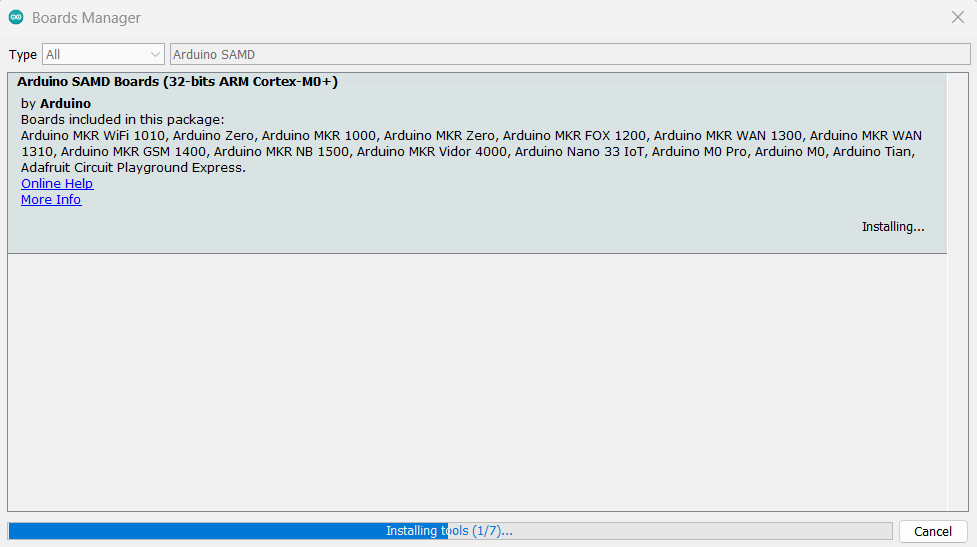 Boards Manager
Type All Arduino SAMD
Arduino SAMD Boards (32-bits ARM Cortex-M0+)
by Arduino
Boards included in this package:
Arduino MKR WiFi 1010, Arduino Zero, Arduino MKR 1000, Arduino MKR Zero, Arduino MKR FOX 1200, Arduino MKR WAN 1300, Arduino MKR WAN
1310, Arduino MKR GSM 1400, Arduino MKR NB 1500, Arduino MKR Vidor 4000, Arduino Nano 33 IoT, Arduino M0 Pro, Arduino M0, Arduino Tian,
Adafruit Circuit Playground Express.
Online Help
More Info
Installing...
Installing tools (1/7)... Cancel